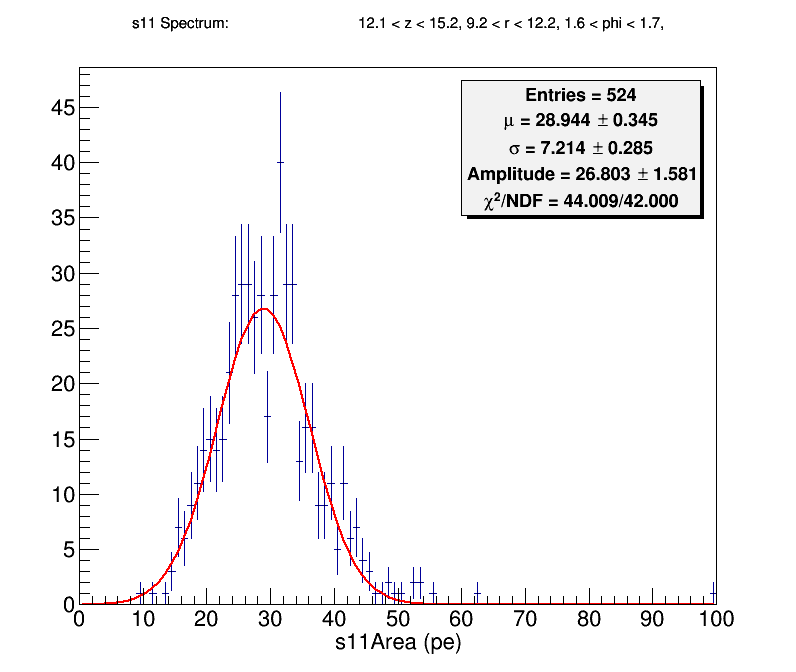 s11 Spectrum: 12.1 < z < 15.2, 9.2 < r < 12.2, 1.6 < phi < 1.7,
Entries = 524
μ = 28.944 ± 0.345
σ = 7.214 ± 0.285
Amplitude = 26.803 ± 1.581
χ²/NDF = 44.009/42.000
45
40
35
30
25
20
15
10
5
0
0 10 20 30 40 50 60 70 80 90 100
s11Area (pe)